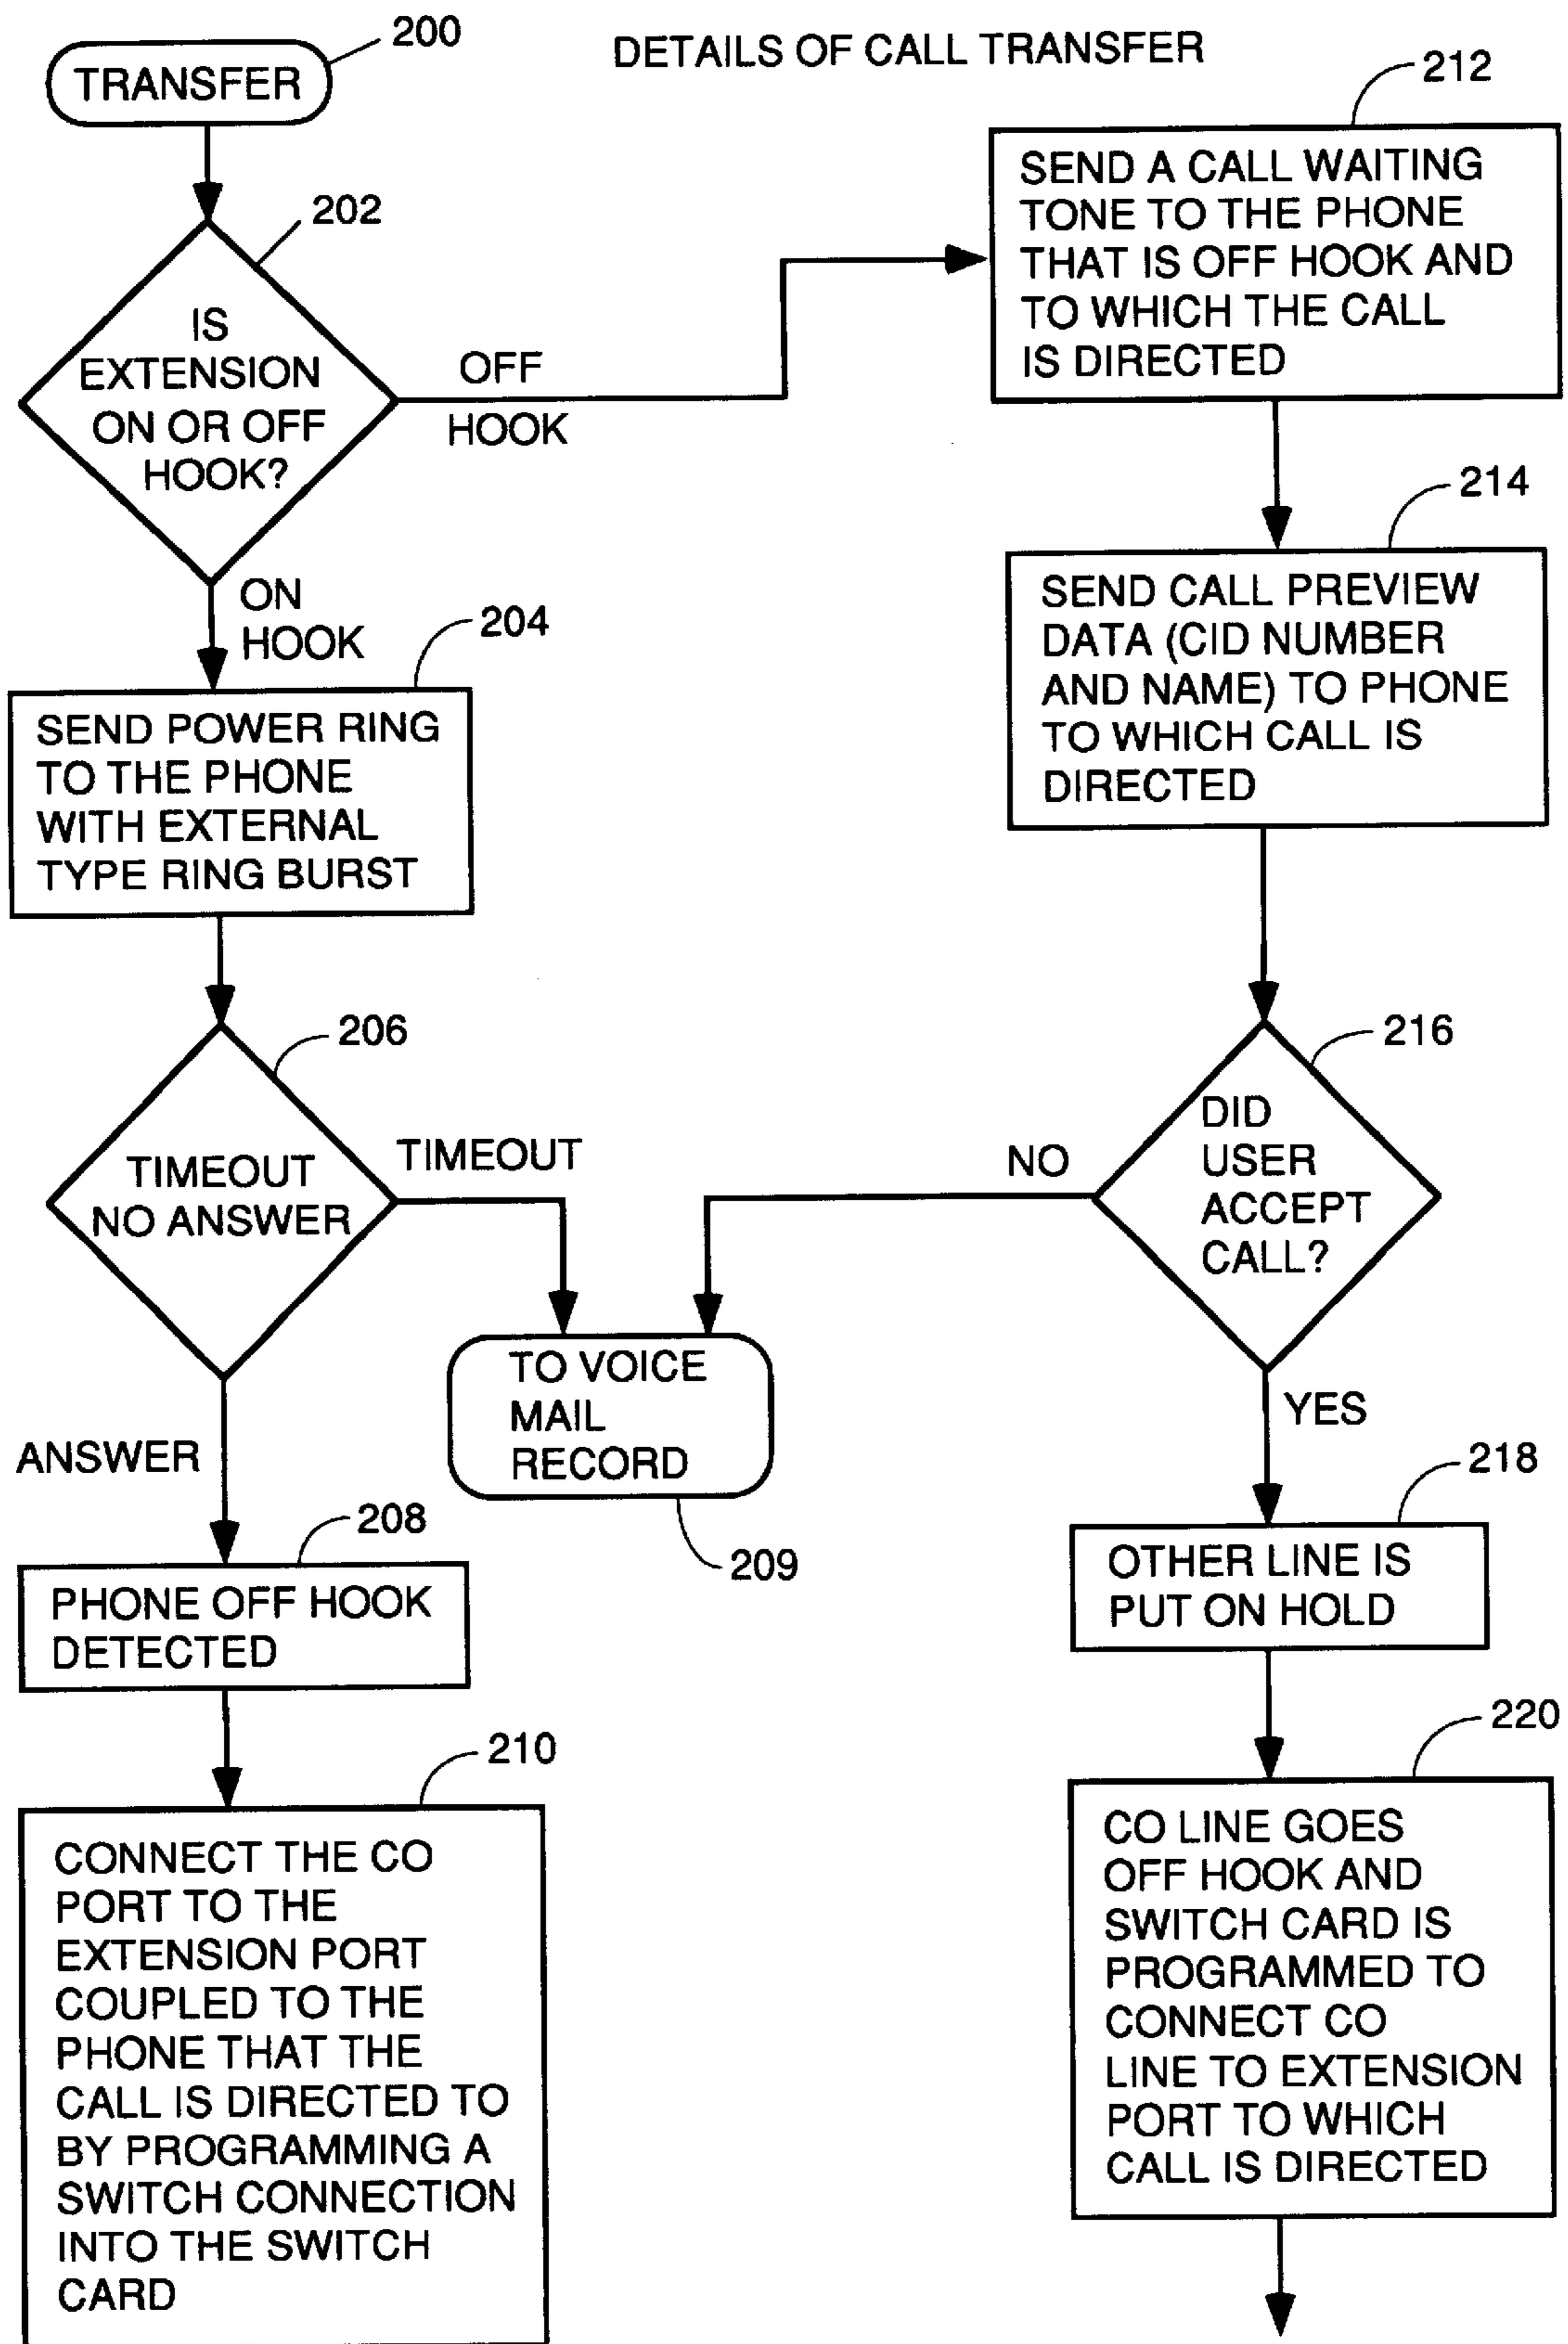 DETAILS OF CALL TRANSFER
200
TRANSFER
202
IS
EXTENSION
ON OR OFF
HOOK?
OFF
HOOK
ON
HOOK
204
SEND POWER RING
TO THE PHONE
WITH EXTERNAL
TYPE RING BURST
206
TIMEOUT
NO ANSWER
TIMEOUT
ANSWER
TO VOICE
MAIL
RECORD
209
208
PHONE OFF HOOK
DETECTED
210
CONNECT THE CO
PORT TO THE
EXTENSION PORT
COUPLED TO THE
PHONE THAT THE
CALL IS DIRECTED TO
BY PROGRAMMING A
SWITCH CONNECTION
INTO THE SWITCH
CARD
212
SEND A CALL WAITING
TONE TO THE PHONE
THAT IS OFF HOOK AND
TO WHICH THE CALL
IS DIRECTED
214
SEND CALL PREVIEW
DATA (CID NUMBER
AND NAME) TO PHONE
TO WHICH CALL IS
DIRECTED
216
DID
USER
ACCEPT
CALL?
NO
YES
218
OTHER LINE IS
PUT ON HOLD
220
CO LINE GOES
OFF HOOK AND
SWITCH CARD IS
PROGRAMMED TO
CONNECT CO
LINE TO EXTENSION
PORT TO WHICH
CALL IS DIRECTED